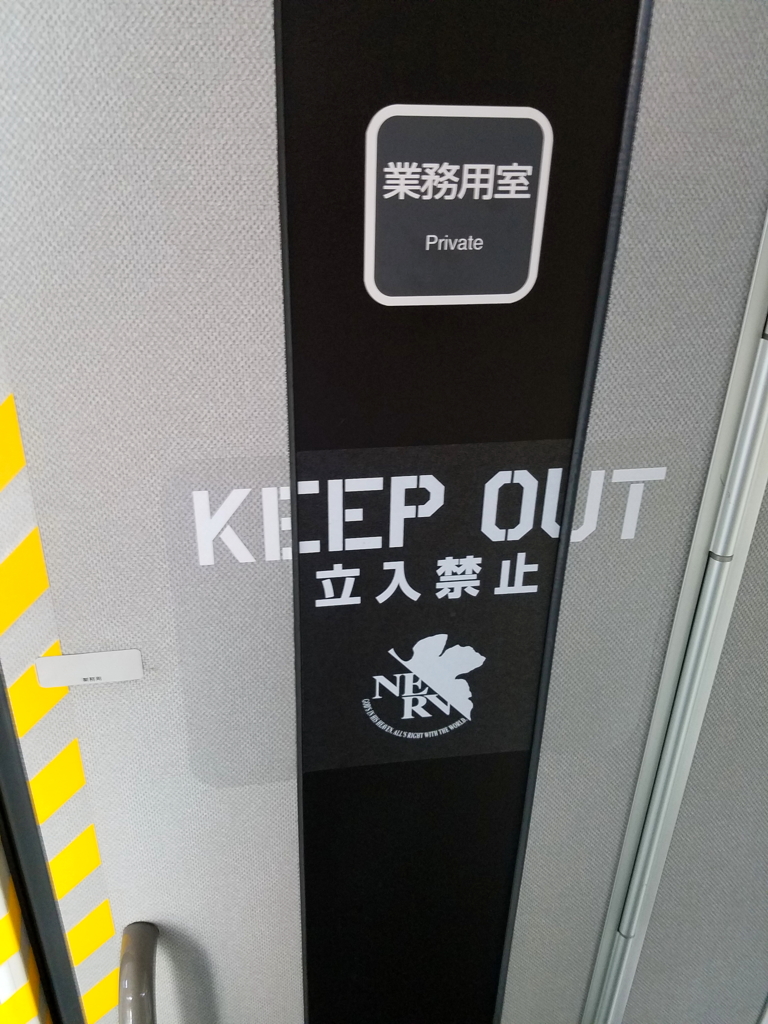 業務用室
Private
KEEP OUT
立入禁止
NERV
GOD'S IN HIS HEAVEN. ALL'S RIGHT WITH THE WORLD.